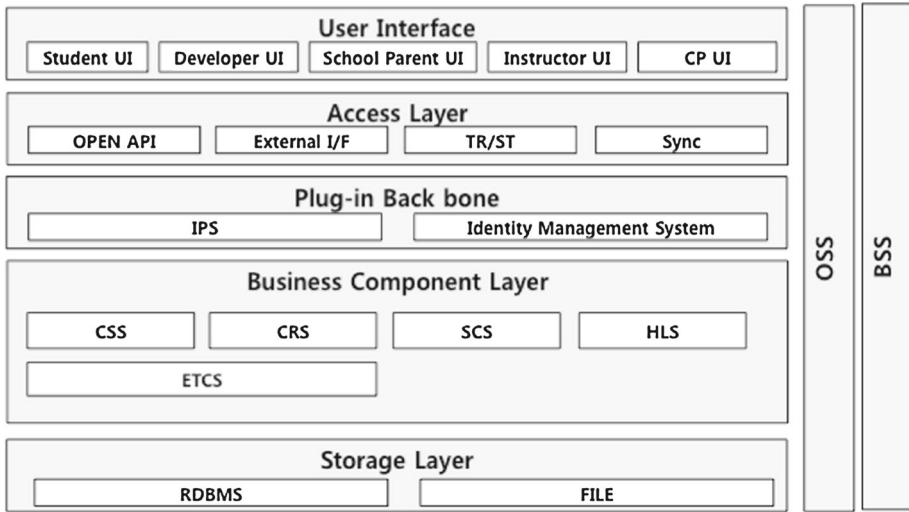 User Interface
Student UI
Developer UI
School Parent UI
Instructor UI
CP UI
Access Layer
OPEN API
External I/F
TR/ST
Sync
Plug-in Back bone
IPS
Identity Management System
Business Component Layer
CSS
CRS
SCS
HLS
ETCS
Storage Layer
RDBMS
FILE
OSS
BSS